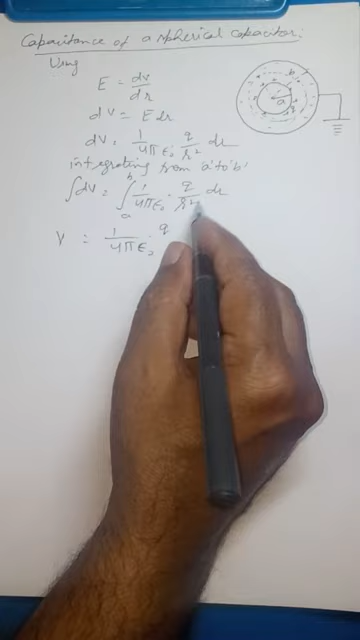 Capacitance of a spherical capacitor.
Using
E = dv/dr
dV = E dr
dV = 1/4πε₀ · q/r² dr
integrating from 'a' to 'b'
∫dV = ∫ₐᵇ 1/4πε₀ · q/r² dr
V = 1/4πε₀ · q
b
a